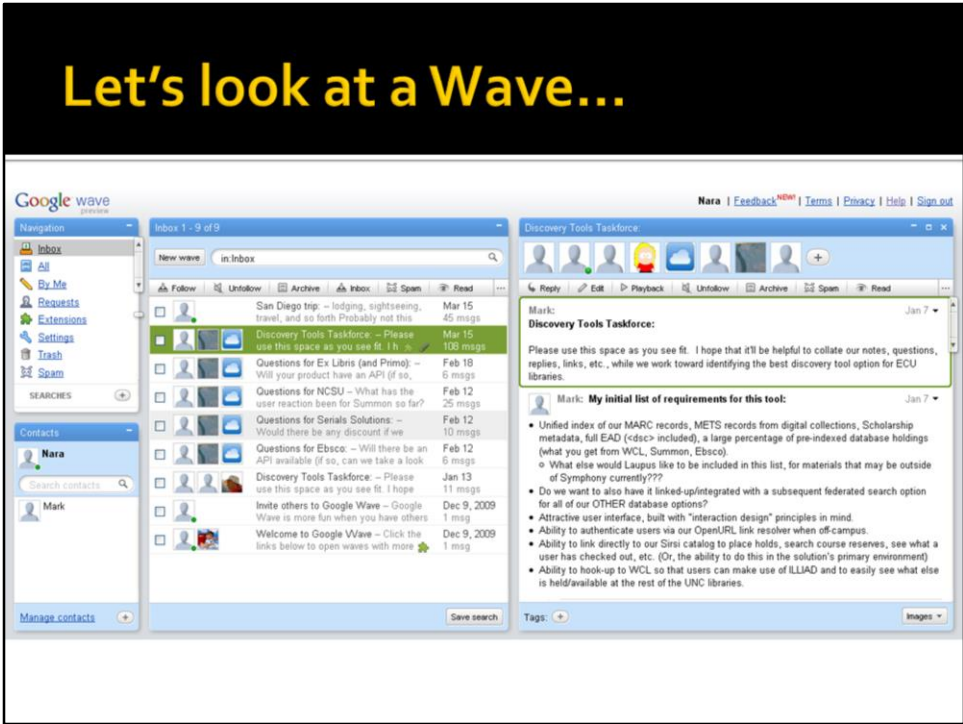 Let's look at a Wave...
Google wave
preview
Nara | Feedback NEW! | Terms | Privacy | Help | Sign out
Navigation
Inbox
All
By Me
Requests
Extensions
Settings
Trash
Spam
SEARCHES
Contacts
Nara
Search contacts
Mark
Manage contacts
Inbox 1 - 9 of 9
New wave in:Inbox
Follow Unfollow Archive Inbox Spam Read ...
San Diego trip: – lodging, sightseeing, Mar 15
travel, and so forth Probably not this 45 msgs
Discovery Tools Taskforce: – Please Mar 15
use this space as you see fit. I h 108 msgs
Questions for Ex Libris (and Primo): – Feb 18
Will your product have an API (if so, 6 msgs
Questions for NCSU – What has the Feb 12
user reaction been for Summon so far? 25 msgs
Questions for Serials Solutions: – Feb 12
Would there be any discount if we 10 msgs
Questions for Ebsco: – Will there be an Feb 12
API available (if so, can we take a look 6 msgs
Discovery Tools Taskforce: – Please Jan 13
use this space as you see fit. I hope 11 msgs
Invite others to Google Wave – Google Dec 9, 2009
Wave is more fun when you have others 1 msg
Welcome to Google Wave – Click the Dec 9, 2009
links below to open waves with more 1 msg
Save search
Discovery Tools Taskforce:
Reply Edit Playback Unfollow Archive Spam Read ...
Mark: Jan 7
Discovery Tools Taskforce:
Please use this space as you see fit. I hope that it'll be helpful to collate our notes, questions,
replies, links, etc., while we work toward identifying the best discovery tool option for ECU
libraries.
Mark: My initial list of requirements for this tool: Jan 7
• Unified index of our MARC records, METS records from digital collections, Scholarship
metadata, full EAD (<dsc> included), a large percentage of pre-indexed database holdings
(what you get from WCL, Summon, Ebsco).
o What else would Laupus like to be included in this list, for materials that may be outside
of Symphony currently???
• Do we want to also have it linked-up/integrated with a subsequent federated search option
for all of our OTHER database options?
• Attractive user interface, built with "interaction design" principles in mind.
• Ability to authenticate users via our OpenURL link resolver when off-campus.
• Ability to link directly to our Sirsi catalog to place holds, search course reserves, see what a
user has checked out, etc. (Or, the ability to do this in the solution's primary environment)
• Ability to hook-up to WCL so that users can make use of ILLIAD and to easily see what else
is held/available at the rest of the UNC libraries.
Tags:
Images